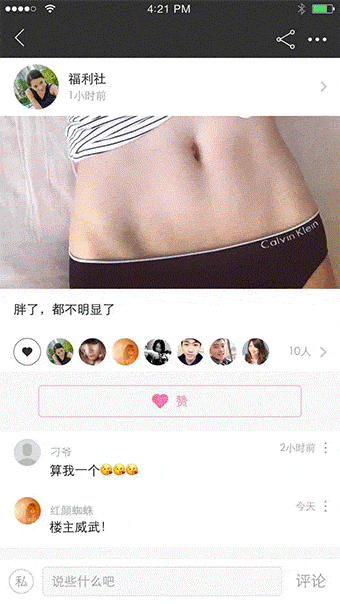 4:21 PM
福利社
1小时前
Calvin Klein
胖了，都不明显了
10人
赞
刁爷
2小时前
算我一个😘😘😘
红颜蜘蛛
今天
楼主威武！
私
说些什么吧
评论